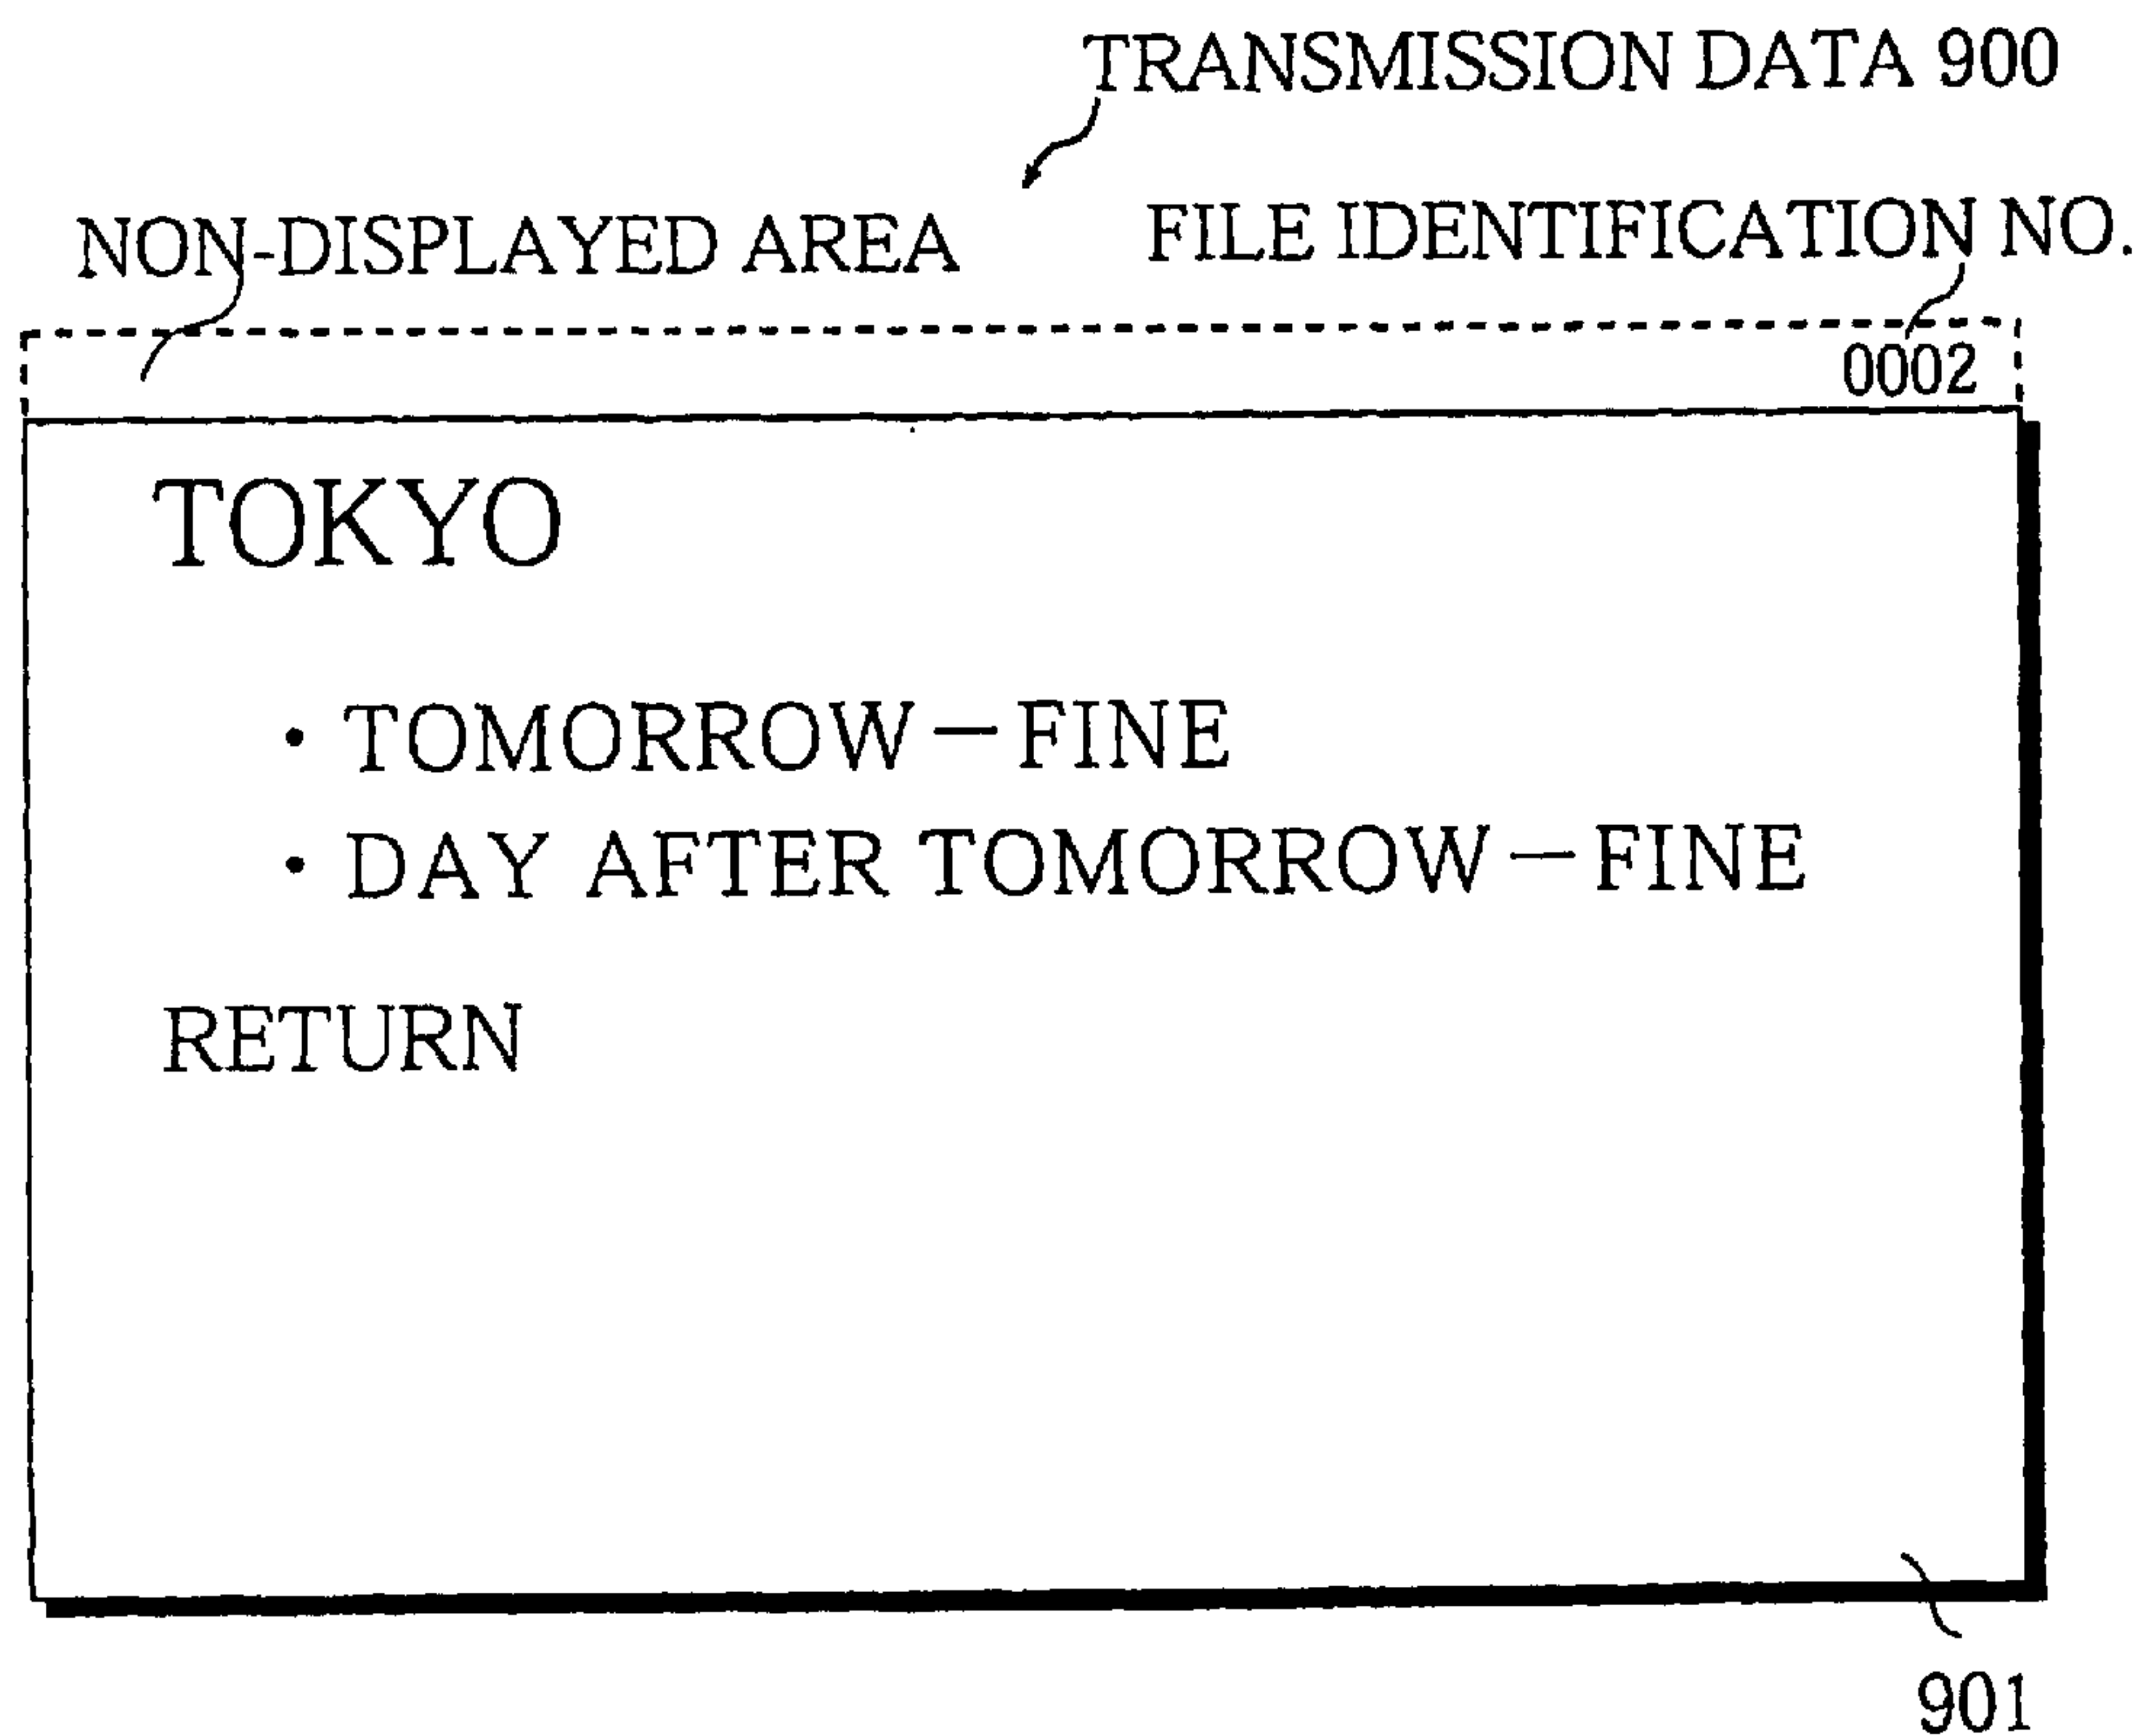 TRANSMISSION DATA 900
NON-DISPLAYED AREA
FILE IDENTIFICATION NO.
0002
TOKYO
· TOMORROW — FINE
· DAY AFTER TOMORROW — FINE
RETURN
901